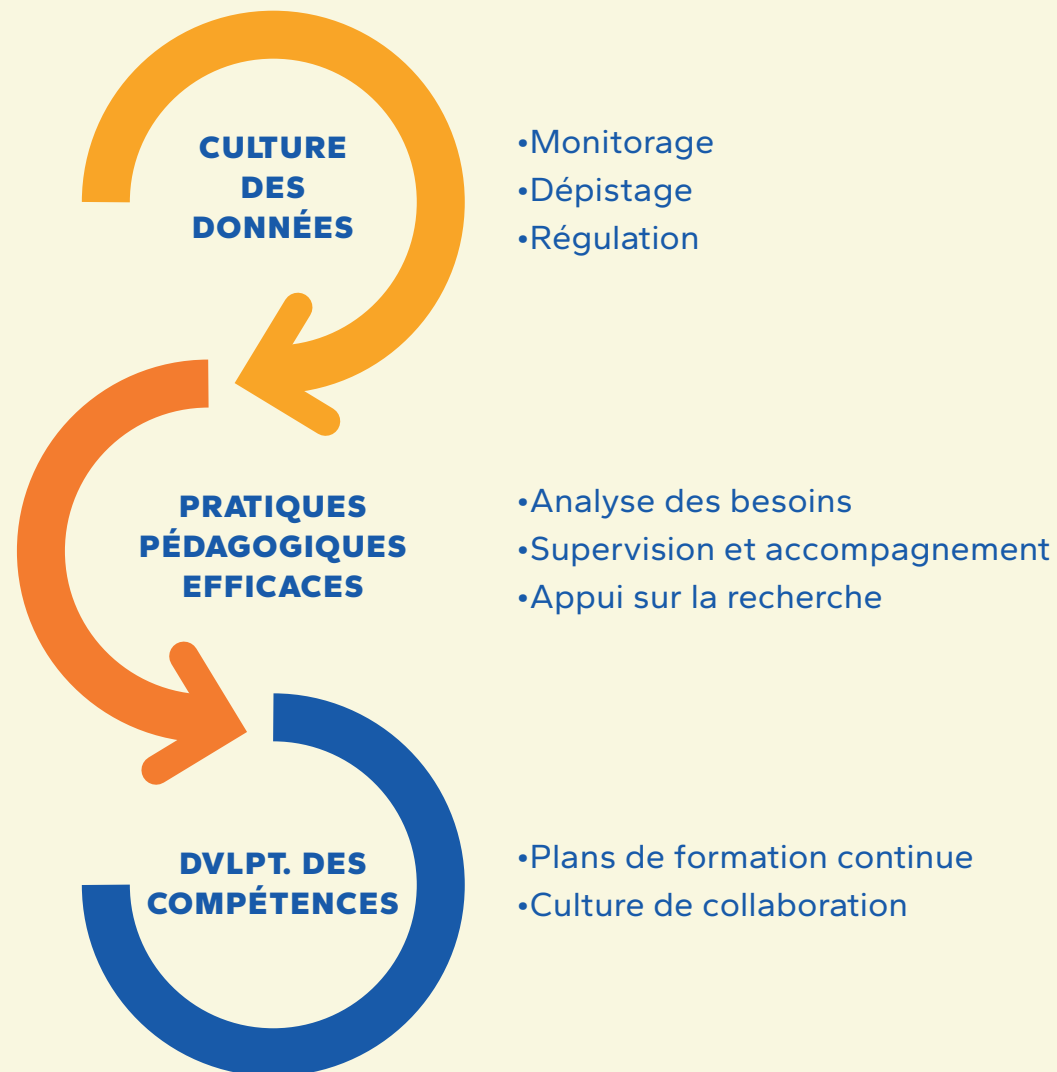 CULTURE
DES
DONNÉES
•Monitorage
•Dépistage
•Régulation
PRATIQUES
PÉDAGOGIQUES
EFFICACES
•Analyse des besoins
•Supervision et accompagnement
•Appui sur la recherche
DVLPT. DES
COMPÉTENCES
•Plans de formation continue
•Culture de collaboration